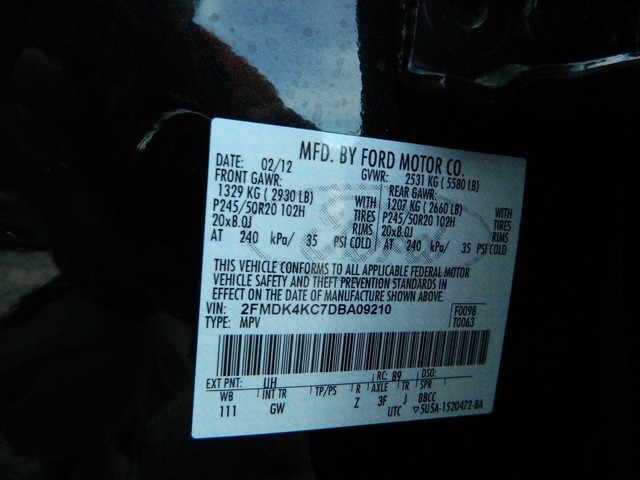 MFD. BY FORD MOTOR CO.
DATE: 02/12 GVWR: 2531 KG ( 5580 LB)
FRONT GAWR: REAR GAWR:
1329 KG (2930 LB) WITH 1207 KG (2660 LB) WITH
P245/50R20 102H TIRES P245/50R20 102H TIRES
20x8.0J RIMS 20x8.0J RIMS
AT 240 kPa/ 35 PSI COLD AT 240 kPa/ 35 PSI COLD
Ford
THIS VEHICLE CONFORMS TO ALL APPLICABLE FEDERAL MOTOR
VEHICLE SAFETY AND THEFT PREVENTION STANDARDS IN
EFFECT ON THE DATE OF MANUFACTURE SHOWN ABOVE.
VIN: 2FMDK4KC7DBA09210 F0098
TYPE: MPV T0063
EXT PNT: UH RC: 89 DSO:
WB INT TR TP/PS R AXLE TR SPR
111 GW Z 3F J BBCC
UTC ▽5U5A-1520472-BA